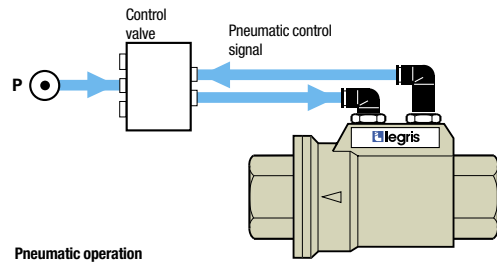 Control
valve
Pneumatic control
signal
P
legris
Pneumatic operation